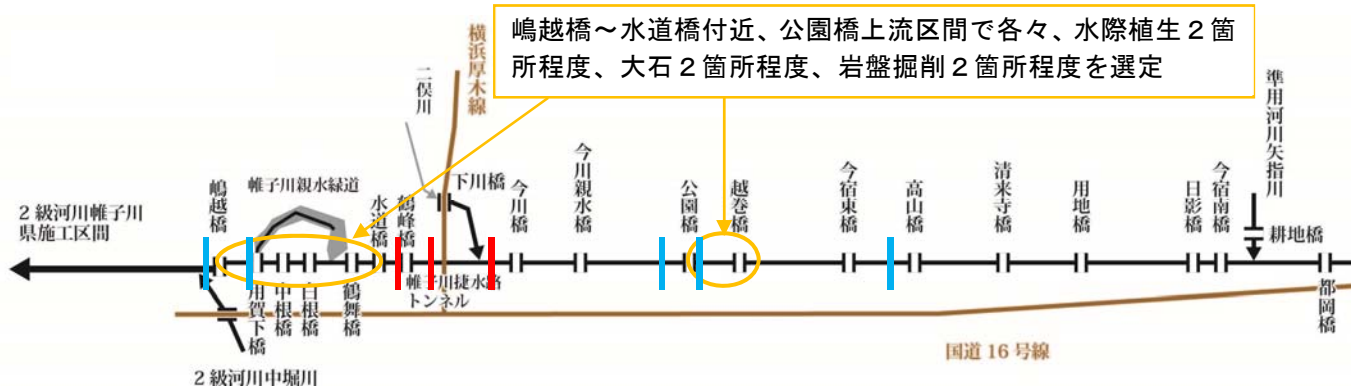 嶋越橋～水道橋付近、公園橋上流区間で各々、水際植生２箇
所程度、大石２箇所程度、岩盤掘削２箇所程度を選定
横浜厚木線
二俣川
準用河川矢指川
帷子川親水緑道
下川橋
嶋越橋
水道橋
鶴峰橋
今川橋
今川親水橋
公園橋
越巻橋
今宿東橋
高山橋
清来寺橋
用地橋
日影橋
今宿南橋
耕地橋
２級河川帷子川
県施工区間
用賀下橋
中根橋
白根橋
鶴舞橋
帷子川捷水路
トンネル
都岡橋
国道 16 号線
２級河川中堀川